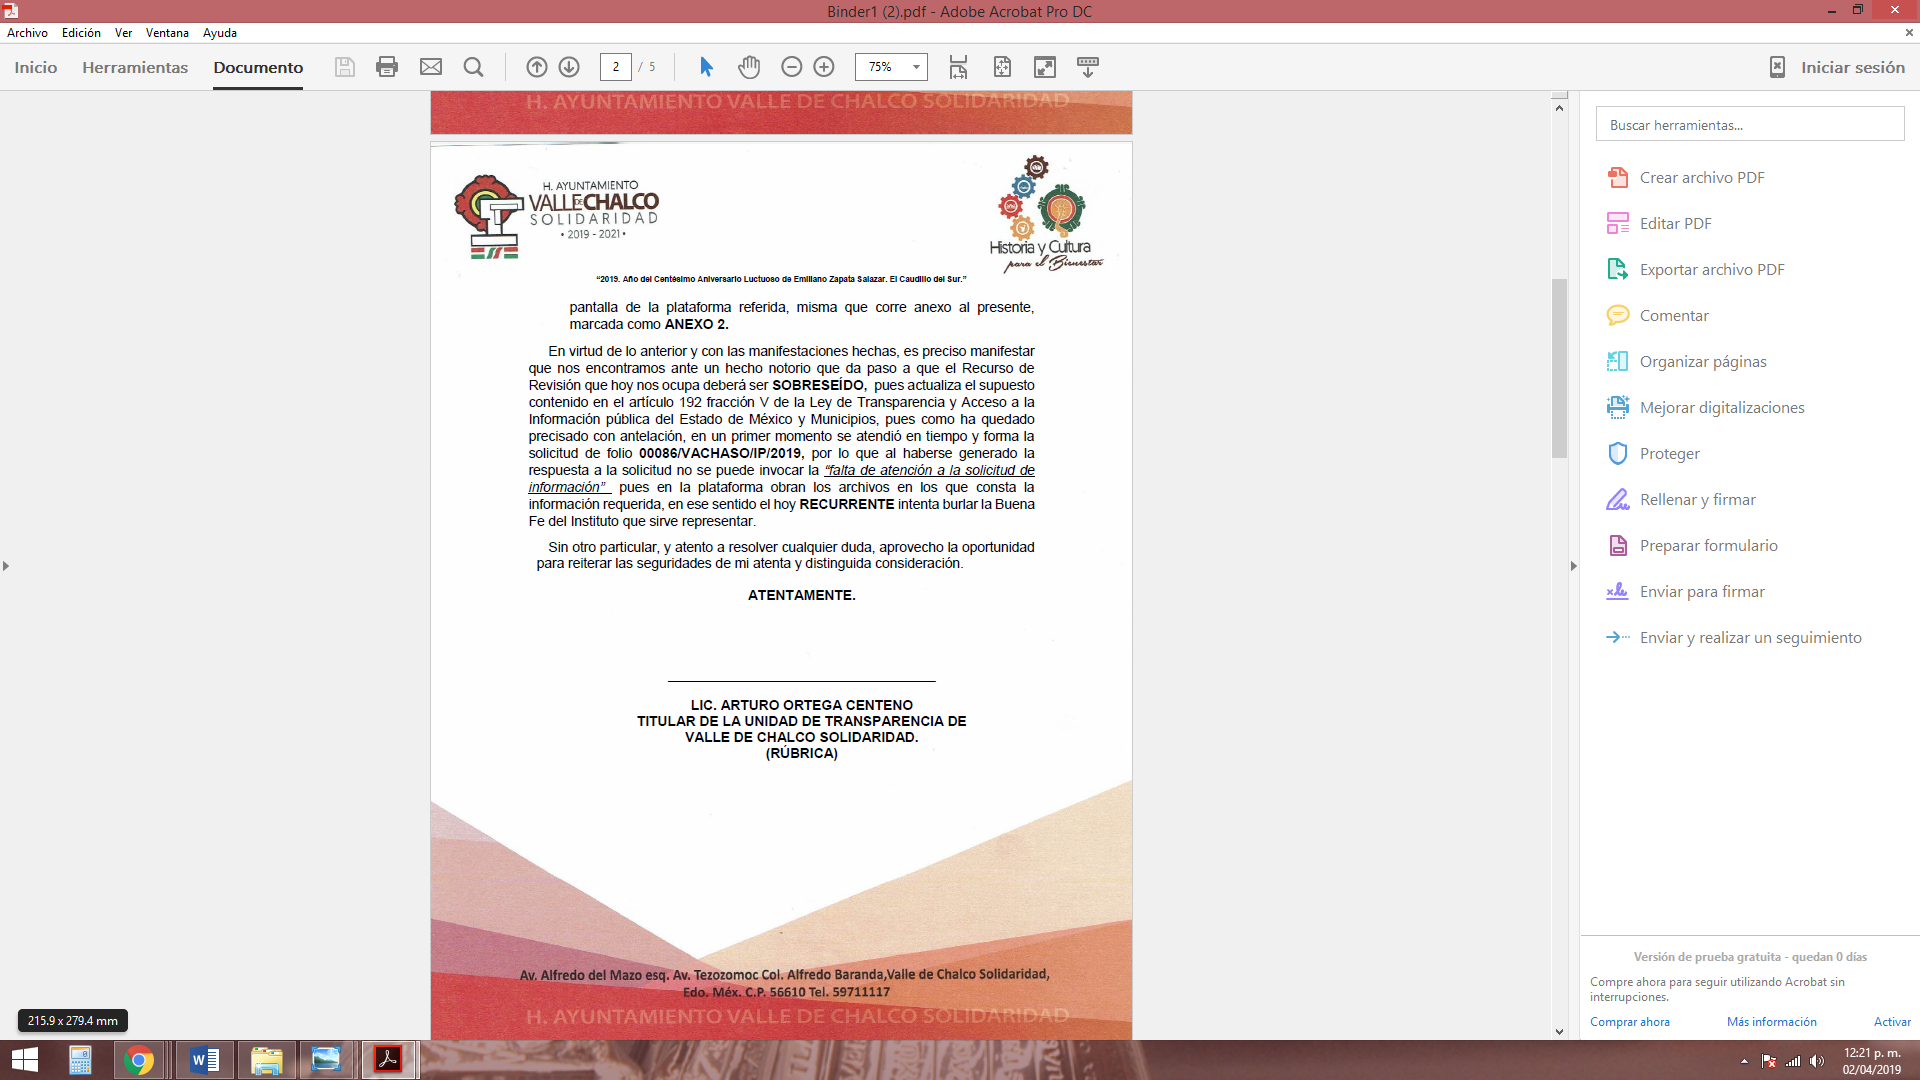 Binder1 (2).pdf - Adobe Acrobat Pro DC
Archivo Edición Ver Ventana Ayuda
Inicio Herramientas Documento 2 / 5 75% Iniciar sesión
H. AYUNTAMIENTO VALLE DE CHALCO SOLIDARIDAD
H. AYUNTAMIENTO
VALLE DE CHALCO
SOLIDARIDAD
• 2019 - 2021 •
Historia y Cultura
para el Bienestar
“2019. Año del Centésimo Aniversario Luctuoso de Emiliano Zapata Salazar. El Caudillo del Sur.”
pantalla de la plataforma referida, misma que corre anexo al presente,
marcada como ANEXO 2.
En virtud de lo anterior y con las manifestaciones hechas, es preciso manifestar
que nos encontramos ante un hecho notorio que da paso a que el Recurso de
Revisión que hoy nos ocupa deberá ser SOBRESEÍDO, pues actualiza el supuesto
contenido en el artículo 192 fracción V de la Ley de Transparencia y Acceso a la
Información pública del Estado de México y Municipios, pues como ha quedado
precisado con antelación, en un primer momento se atendió en tiempo y forma la
solicitud de folio 00086/VACHASO/IP/2019, por lo que al haberse generado la
respuesta a la solicitud no se puede invocar la “falta de atención a la solicitud de
información” pues en la plataforma obran los archivos en los que consta la
información requerida, en ese sentido el hoy RECURRENTE intenta burlar la Buena
Fe del Instituto que sirve representar.
Sin otro particular, y atento a resolver cualquier duda, aprovecho la oportunidad
para reiterar las seguridades de mi atenta y distinguida consideración.
ATENTAMENTE.
LIC. ARTURO ORTEGA CENTENO
TITULAR DE LA UNIDAD DE TRANSPARENCIA DE
VALLE DE CHALCO SOLIDARIDAD.
(RÚBRICA)
Av. Alfredo del Mazo esq. Av. Tezozomoc Col. Alfredo Baranda,Valle de Chalco Solidaridad,
Edo. Méx. C.P. 56610 Tel. 59711117
H. AYUNTAMIENTO VALLE DE CHALCO SOLIDARIDAD
215.9 x 279.4 mm
Buscar herramientas...
Crear archivo PDF
Editar PDF
Exportar archivo PDF
Comentar
Organizar páginas
Mejorar digitalizaciones
Proteger
Rellenar y firmar
Preparar formulario
Enviar para firmar
Enviar y realizar un seguimiento
Versión de prueba gratuita - quedan 0 días
Compre ahora para seguir utilizando Acrobat sin
interrupciones.
Comprar ahora Más información Activar
12:21 p. m.
02/04/2019